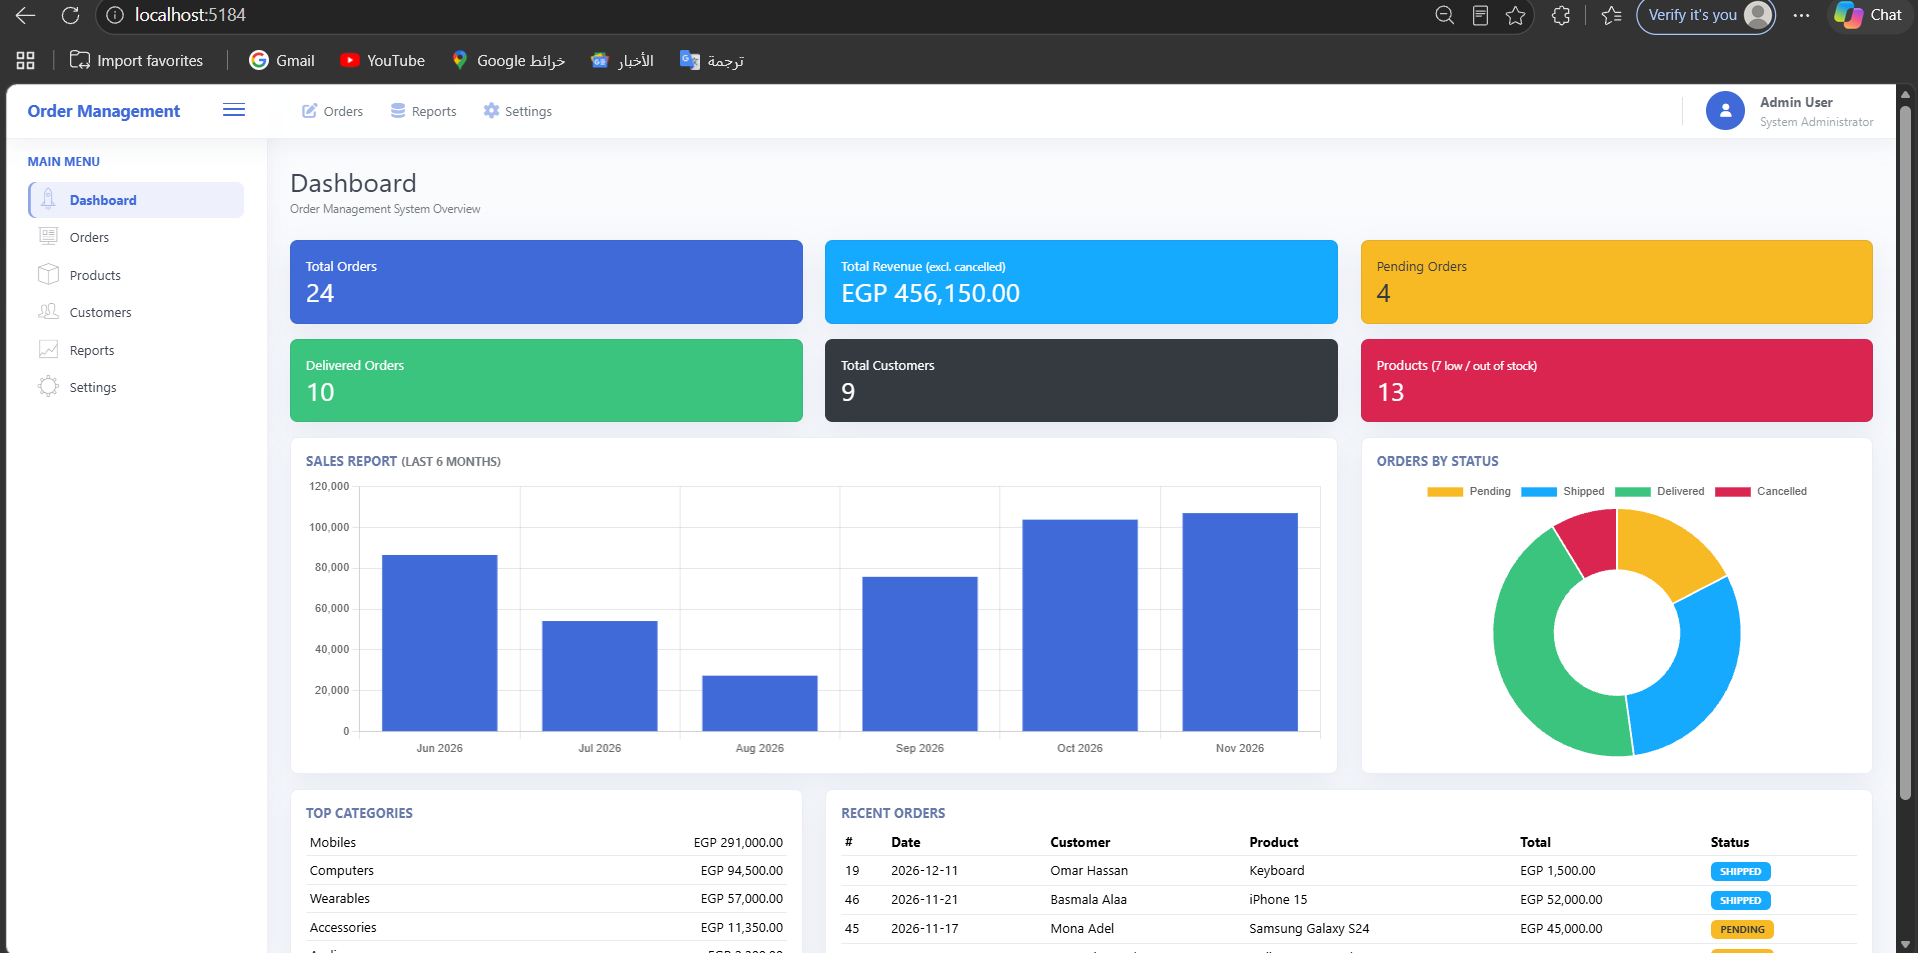 localhost:5184
Verify it's you
Chat
Import favorites
Gmail
YouTube
خرائط Google
الأخبار
ترجمة
Order Management
Orders
Reports
Settings
Admin User
System Administrator
MAIN MENU
Dashboard
Orders
Products
Customers
Reports
Settings
Dashboard
Order Management System Overview
Total Orders
24
Total Revenue (excl. cancelled)
EGP 456,150.00
Pending Orders
4
Delivered Orders
10
Total Customers
9
Products (7 low / out of stock)
13
SALES REPORT (LAST 6 MONTHS)
120,000
100,000
80,000
60,000
40,000
20,000
0
Jun 2026 Jul 2026 Aug 2026 Sep 2026 Oct 2026 Nov 2026
ORDERS BY STATUS
Pending Shipped Delivered Cancelled
TOP CATEGORIES
Mobiles EGP 291,000.00
Computers EGP 94,500.00
Wearables EGP 57,000.00
Accessories EGP 11,350.00
RECENT ORDERS
# Date Customer Product Total Status
19 2026-12-11 Omar Hassan Keyboard EGP 1,500.00 SHIPPED
46 2026-11-21 Basmala Alaa iPhone 15 EGP 52,000.00 SHIPPED
45 2026-11-17 Mona Adel Samsung Galaxy S24 EGP 45,000.00 PENDING